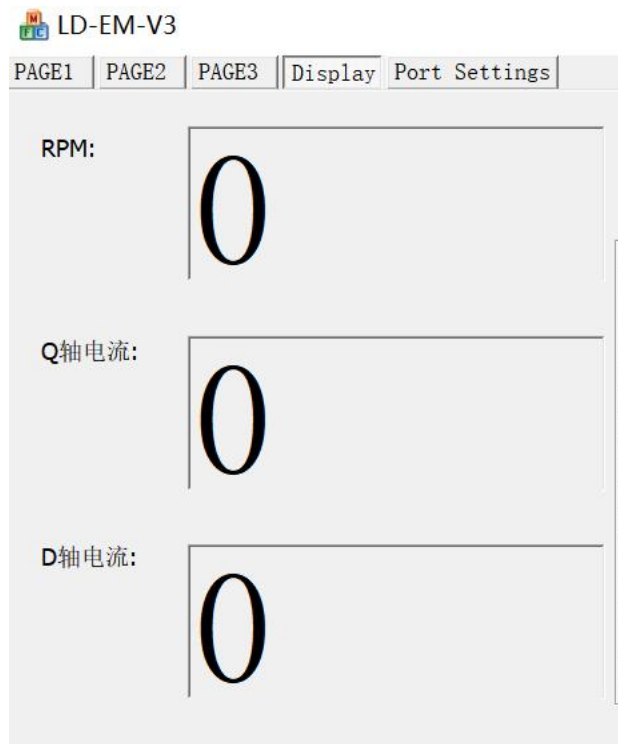 LD-EM-V3
PAGE1 PAGE2 PAGE3 Display Port Settings
RPM: 0
Q轴电流: 0
D轴电流: 0